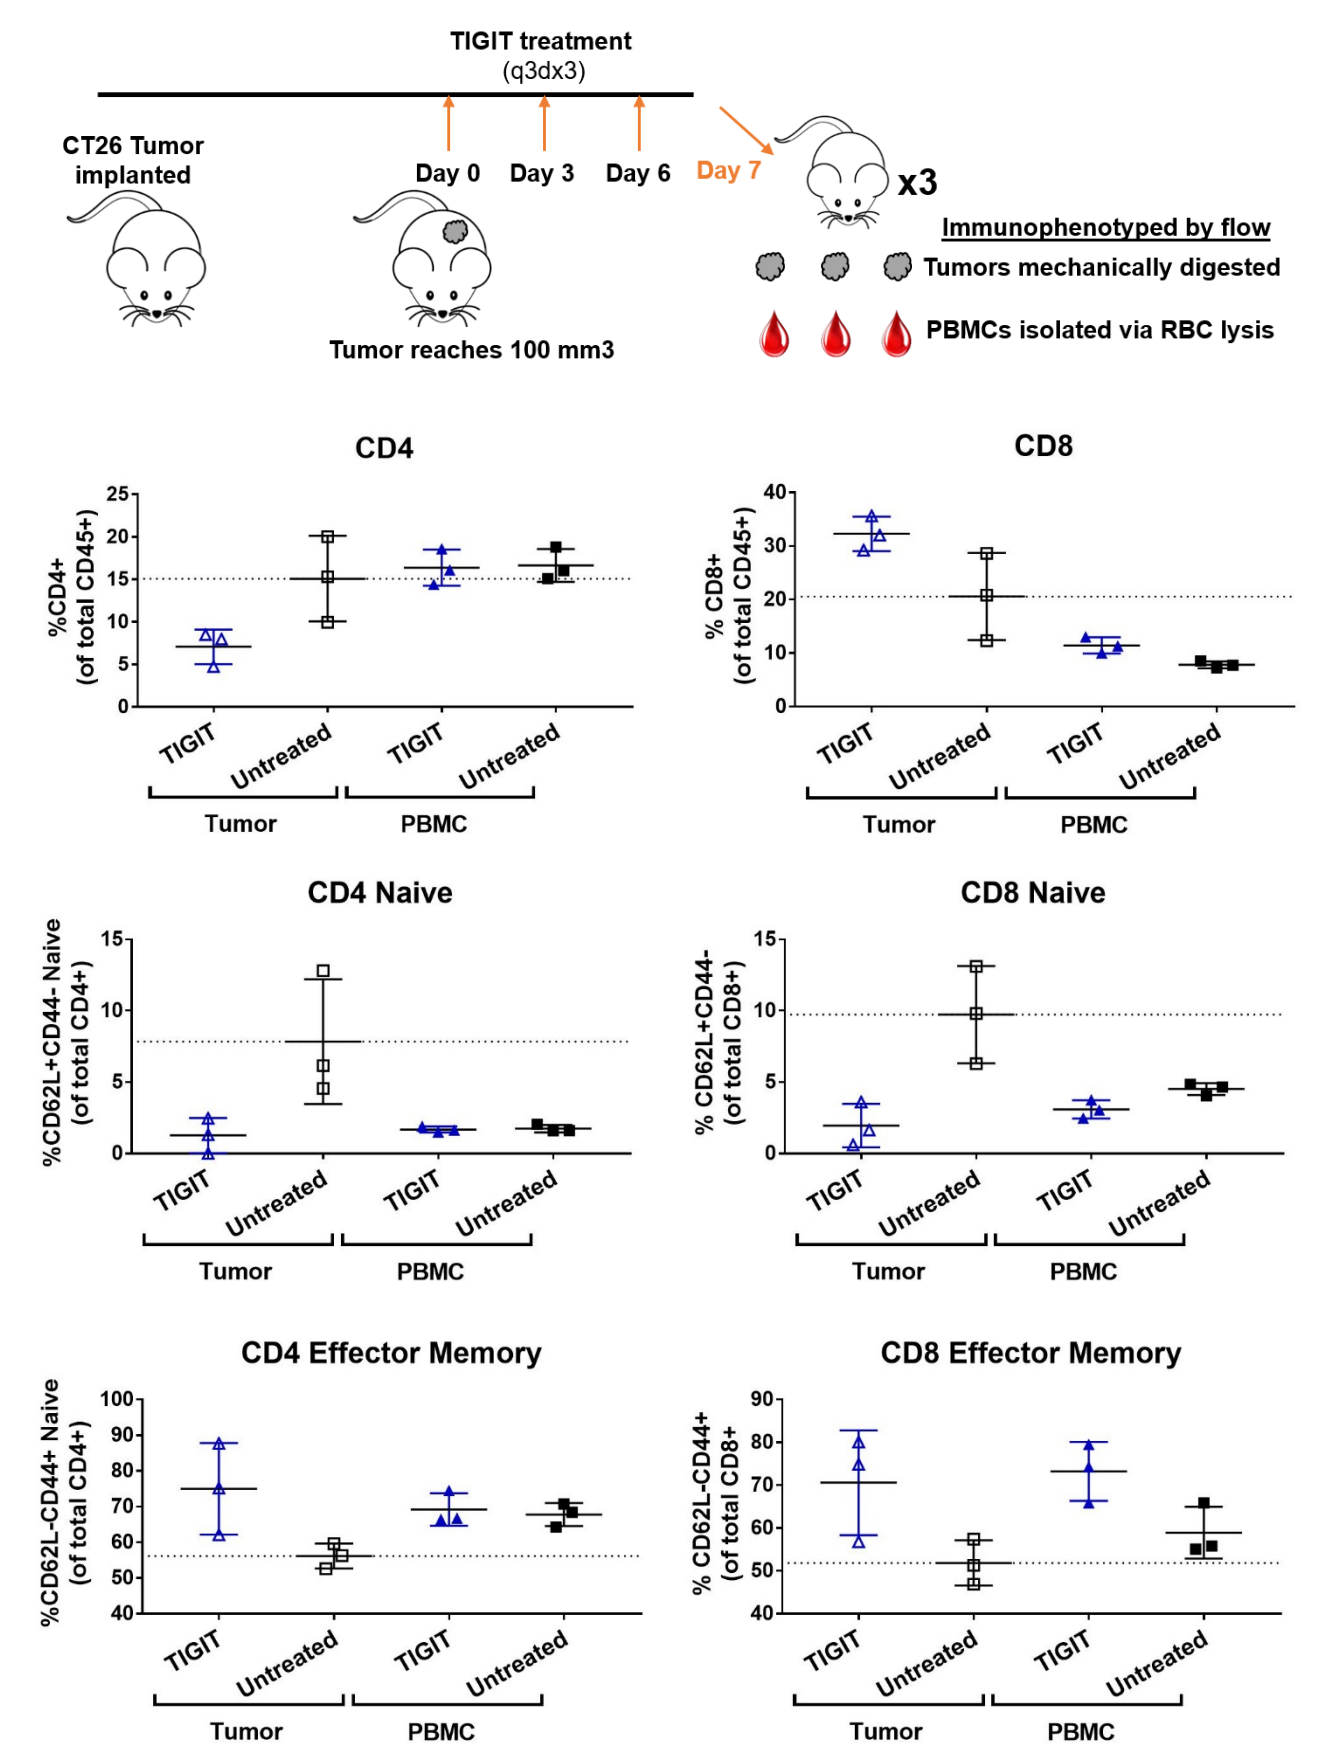 TIGIT treatment
(q3dx3)
CT26 Tumor
implanted
Day 0
Day 3
Day 6
Day 7
x3
Immunophenotyped by flow
Tumors mechanically digested
PBMCs isolated via RBC lysis
Tumor reaches 100 mm3
CD4
%CD4+
(of total CD45+)
25
20
15
10
5
0
TIGIT
Untreated
TIGIT
Untreated
Tumor
PBMC
CD8
% CD8+
(of total CD45+)
40
30
20
10
0
TIGIT
Untreated
TIGIT
Untreated
Tumor
PBMC
CD4 Naive
%CD62L+CD44- Naive
(of total CD4+)
15
10
5
0
TIGIT
Untreated
TIGIT
Untreated
Tumor
PBMC
CD8 Naive
% CD62L+CD44-
(of total CD8+)
15
10
5
0
TIGIT
Untreated
TIGIT
Untreated
Tumor
PBMC
CD4 Effector Memory
%CD62L-CD44+ Naive
(of total CD4+)
100
90
80
70
60
50
40
TIGIT
Untreated
TIGIT
Untreated
Tumor
PBMC
CD8 Effector Memory
% CD62L-CD44+
(of total CD8+
90
80
70
60
50
40
TIGIT
Untreated
TIGIT
Untreated
Tumor
PBMC